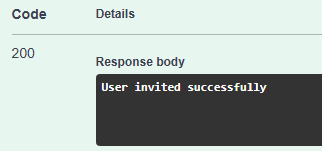 Code Details
200
Response body
User invited successfully